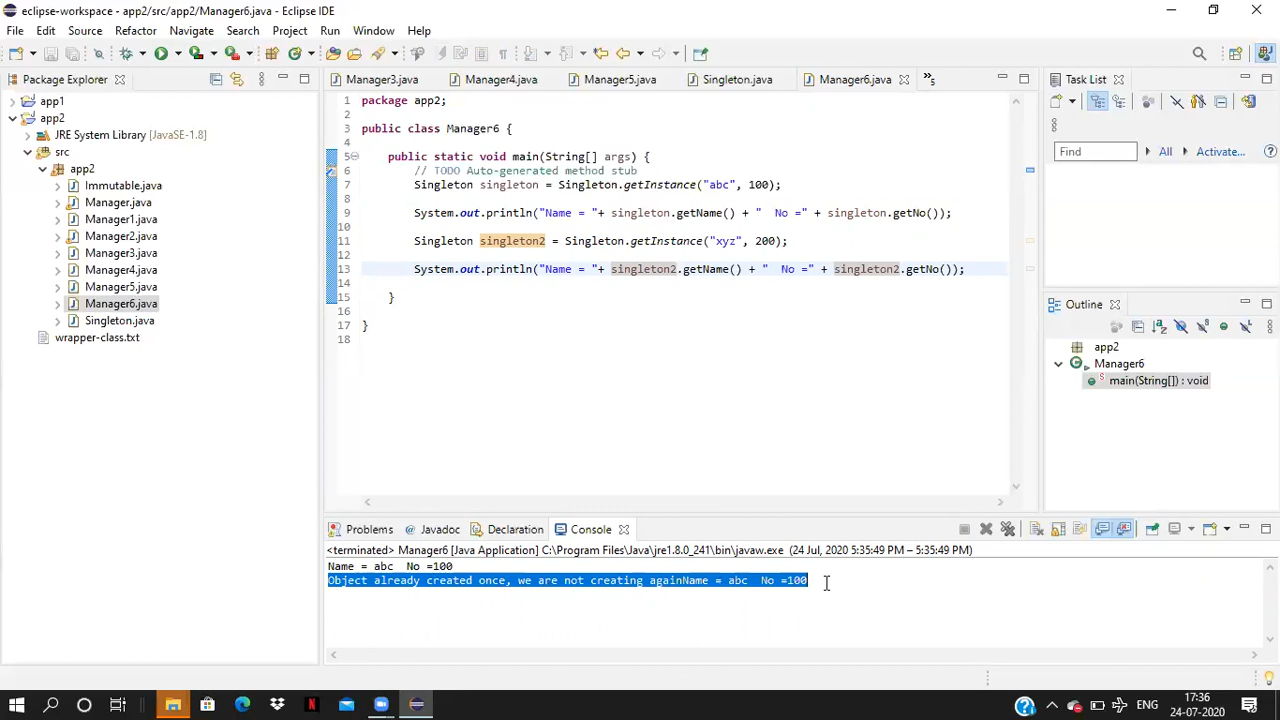 eclipse-workspace - app2/src/app2/Manager6.java - Eclipse IDE
File Edit Source Refactor Navigate Search Project Run Window Help
Package Explorer
app1
app2
JRE System Library [JavaSE-1.8]
src
app2
Immutable.java
Manager.java
Manager1.java
Manager2.java
Manager3.java
Manager4.java
Manager5.java
Manager6.java
Singleton.java
wrapper-class.txt
Manager3.java Manager4.java Manager5.java Singleton.java Manager6.java »5
1 package app2;
2
3 public class Manager6 {
4
5 public static void main(String[] args) {
6 // TODO Auto-generated method stub
7 Singleton singleton = Singleton.getInstance("abc", 100);
8
9 System.out.println("Name = "+ singleton.getName() + "  No =" + singleton.getNo());
10
11 Singleton singleton2 = Singleton.getInstance("xyz", 200);
12
13 System.out.println("Name = "+ singleton2.getName() + "  No =" + singleton2.getNo());
14
15 }
16
17 }
18
Task List
Find All Activate...
Outline
app2
Manager6
main(String[]) : void
Problems @ Javadoc Declaration Console
<terminated> Manager6 [Java Application] C:\Program Files\Java\jre1.8.0_241\bin\javaw.exe (24 Jul, 2020 5:35:49 PM – 5:35:49 PM)
Name = abc  No =100
Object already created once, we are not creating againName = abc  No =100
ENG
17:36
24-07-2020